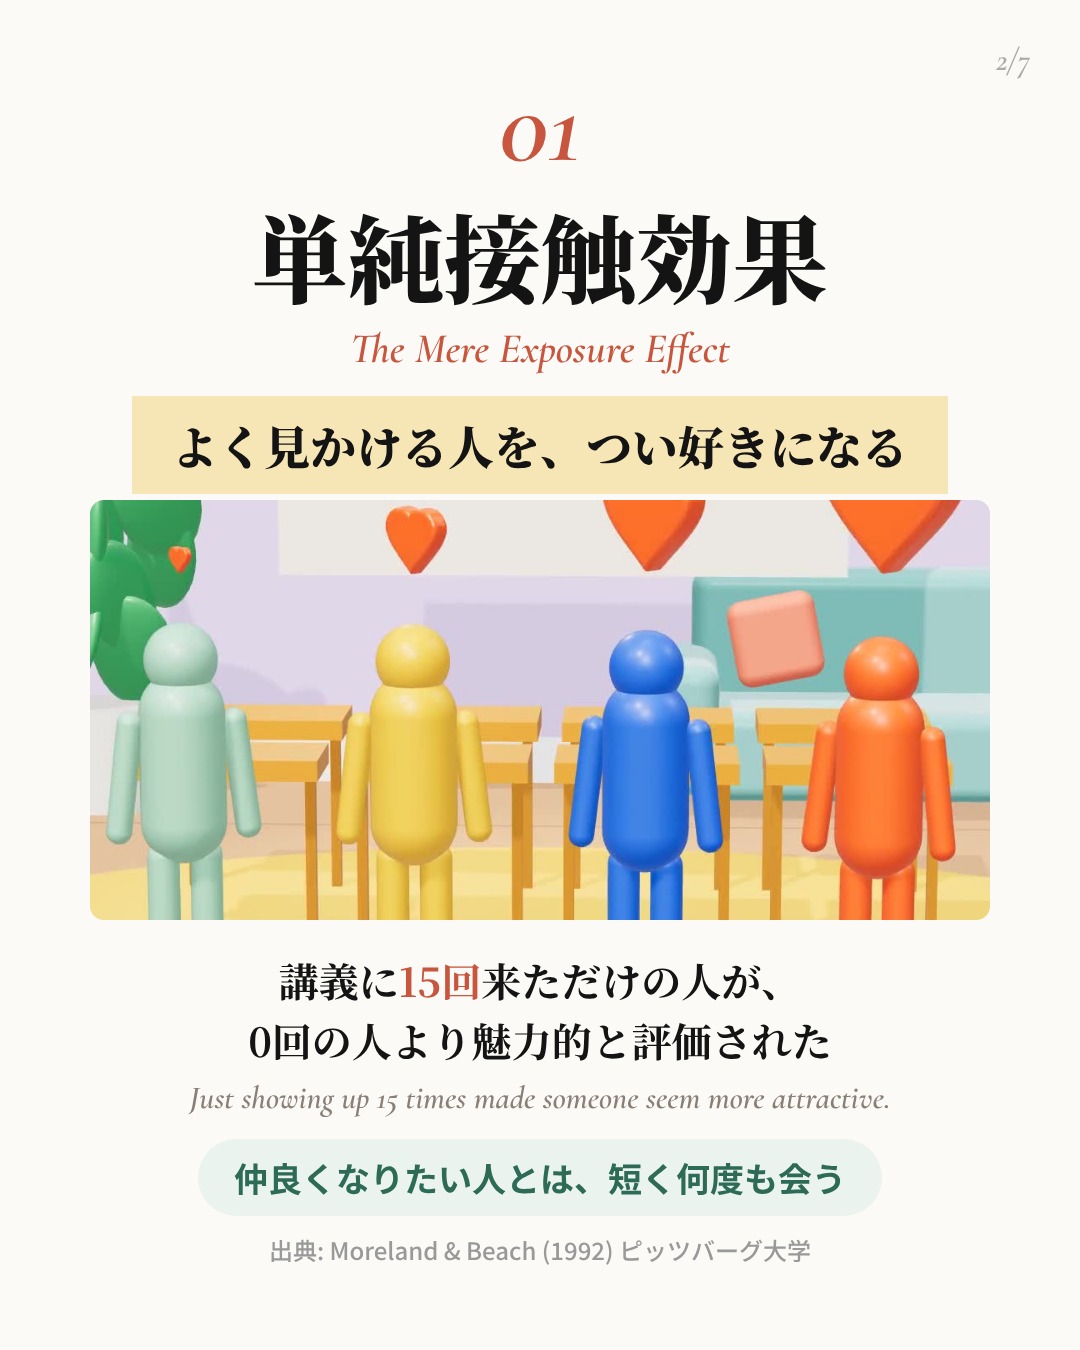 2/7
01
単純接触効果
The Mere Exposure Effect
よく見かける人を、つい好きになる
講義に15回来ただけの人が、
0回の人より魅力的と評価された
Just showing up 15 times made someone seem more attractive.
仲良くなりたい人とは、短く何度も会う
出典: Moreland & Beach (1992) ピッツバーグ大学